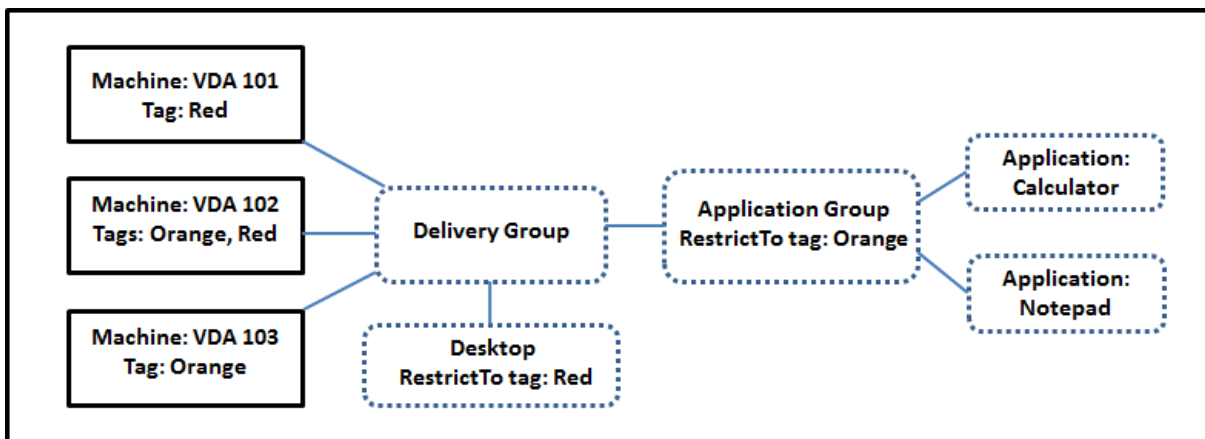 Machine: VDA 101
Tag: Red
Machine: VDA 102
Tags: Orange, Red
Machine: VDA 103
Tag: Orange
Delivery Group
Desktop
RestrictTo tag: Red
Application Group
RestrictTo tag: Orange
Application:
Calculator
Application:
Notepad